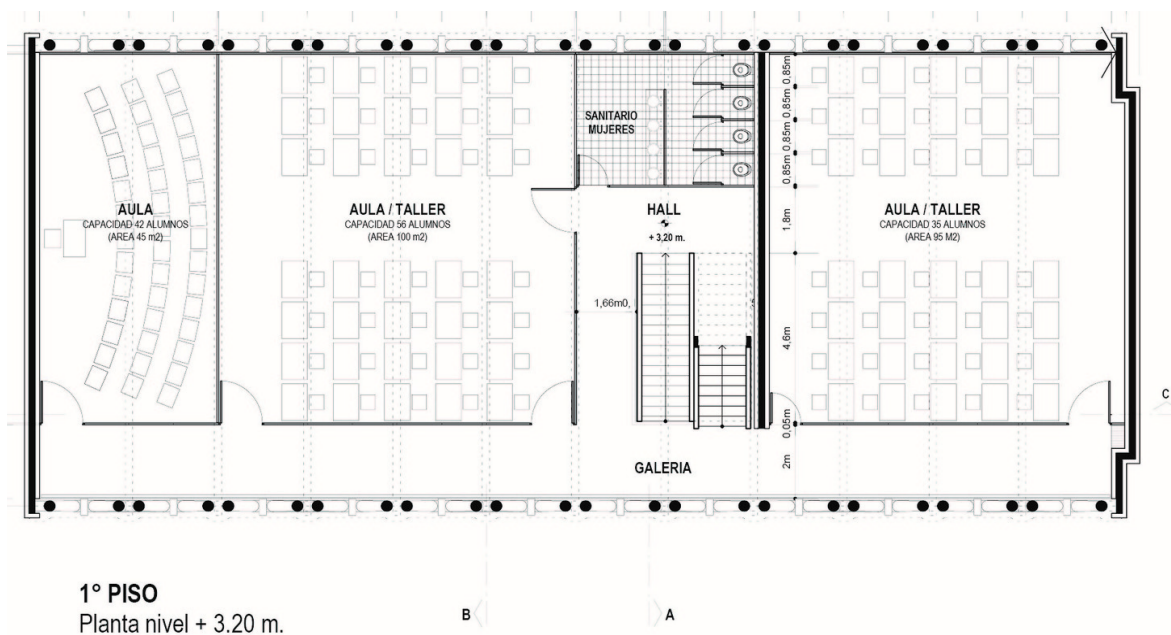 SANITARIO
MUJERES
0,85m
0,85m
0,85m
0,85m
AULA
CAPACIDAD 42 ALUMNOS
(AREA 45 m2)
AULA / TALLER
CAPACIDAD 56 ALUMNOS
(AREA 100 m2)
HALL
+ 3,20 m.
1,8m
AULA / TALLER
CAPACIDAD 35 ALUMNOS
(AREA 95 M2)
1,66m0,
4,6m
C
0,05m
GALERIA
2m
1° PISO
Planta nivel + 3.20 m.
B
A